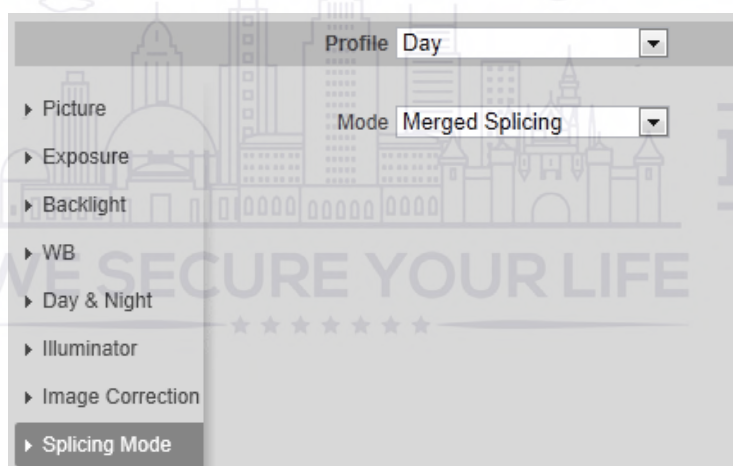 Profile Day
Mode Merged Splicing
Picture
Exposure
Backlight
WB
Day & Night
Illuminator
Image Correction
Splicing Mode
WE SECURE YOUR LIFE